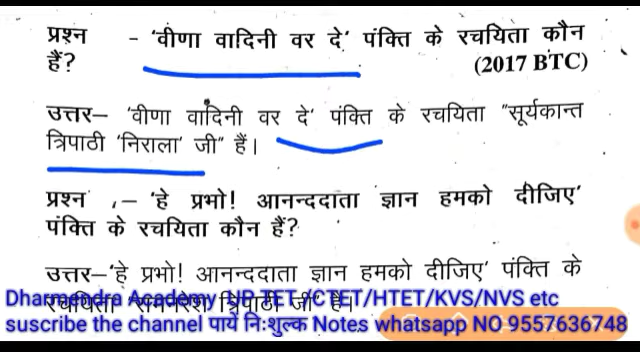 प्रश्न - 'वीणा वादिनी वर दे' पंक्ति के रचयिता कौन
हैं? (2017 BTC)
उत्तर– 'वीणा वादिनी वर दे' पंक्ति के रचयिता "सूर्यकान्त
त्रिपाठी 'निराला' जी" हैं।
प्रश्न – 'हे प्रभो! आनन्ददाता ज्ञान हमको दीजिए'
पंक्ति के रचयिता कौन हैं?
उत्तर–'हे प्रभो! आनन्ददाता ज्ञान हमको दीजिए' पंक्ति के
रचयिता "रामनरेश त्रिपाठी जी" हैं।
Dharmendra Academy UP TET/CTET/HTET/KVS/NVS etc
suscribe the channel पायें निःशुल्क Notes whatsapp NO 9557636748